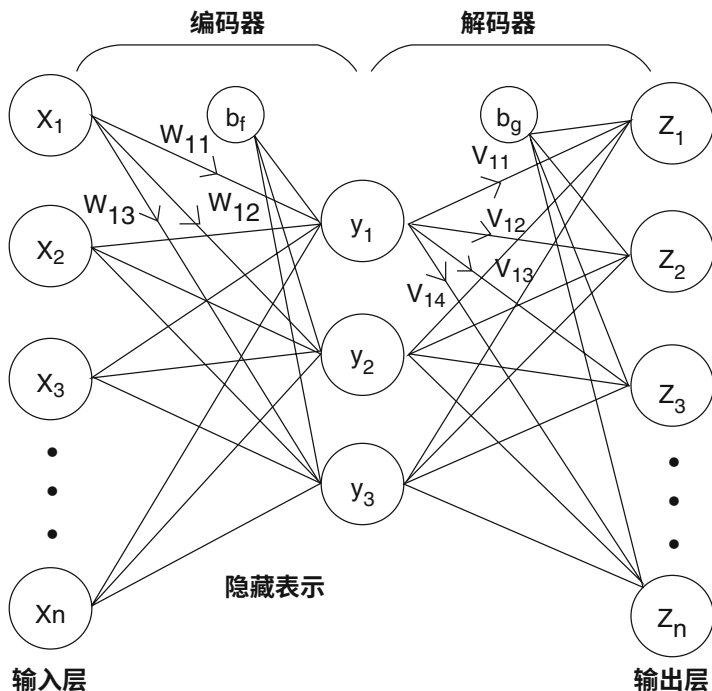 编码器 解码器
X1 bf bg Z1
W11 V11
W13 W12 y1 V12
X2 V13 Z2
V14
y2
X3 Z3
y3
隐藏表示
Xn Zn
输入层 输出层